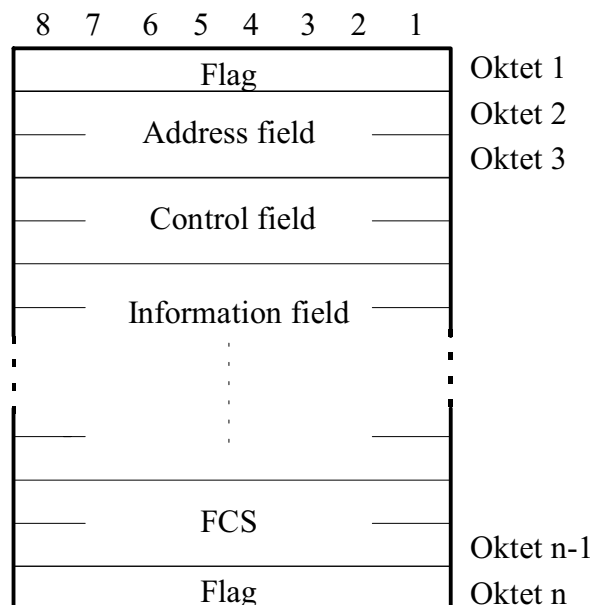 8 7 6 5 4 3 2 1
Flag Oktet 1
Oktet 2
Address field
Oktet 3
Control field
Information field
FCS
Oktet n-1
Flag Oktet n